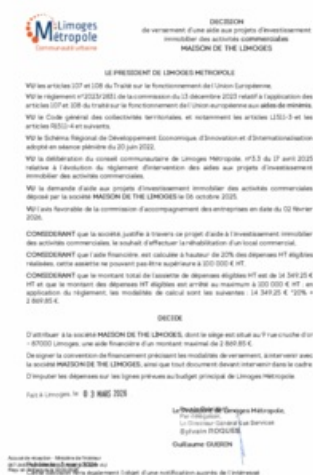 Limoges
Métropole
Communauté urbaine
DECISION
de versement d'une aide aux projets d'investissement
immobilier des activités commerciales
MAISON DE THE LIMOGES
LE PRESIDENT DE LIMOGES METROPOLE
VU les articles 107 et 108 du Traité sur le fonctionnement de l'Union Européenne,
VU le règlement n°2023/2831 de la commission du 13 décembre 2023 relatif à l'application des
articles 107 et 108 du traité sur le fonctionnement de l'Union européenne aux aides de minimis,
VU le Code général des collectivités territoriales, et notamment les articles L1511-3 et les
articles R1511-4 et suivants,
VU le Schéma Régional de Développement Economique, d'Innovation et d'Internationalisation
adopté en séance plénière du 20 juin 2022,
VU la délibération du conseil communautaire de Limoges Métropole, n°3.3 du 17 avril 2025
relative à l'évolution du règlement d'intervention des aides aux projets d'investissement
immobilier des activités commerciales,
VU la demande d'aide aux projets d'investissement immobilier des activités commerciales
déposé par la société MAISON DE THE LIMOGES le 06 octobre 2025,
VU l'avis favorable de la commission d'accompagnement des entreprises en date du 02 février
2026,
CONSIDERANT que la société justifie à travers ce projet d'aide à l'investissement immobilier
des activités commerciales, le souhait d'effectuer la réhabilitation d'un local commercial,
CONSIDERANT que l'aide financière, est calculée à hauteur de 20% des dépenses HT éligibles
réalisées, cette assiette ne pouvant pas être supérieure à 100 000 € HT,
CONSIDERANT que le montant total de l'assiette de dépenses éligibles HT est de 14 349.25 €
HT et que le montant des dépenses HT éligibles est arrêté au maximum à 100 000 € HT ; en
application du règlement, les modalités de calcul sont les suivantes : 14 349.25 € *20% =
2 869.85 €,
DECIDE
D'attribuer à la société MAISON DE THE LIMOGES, dont le siège est situé au 9 rue cruche d'or
– 87000 Limoges, une aide financière d'un montant maximal de 2 869.85 €.
De signer la convention de financement précisant les modalités de versement, à intervenir avec
la société MAISON DE THE LIMOGES, ainsi que tout document devant intervenir dans le cadre
D'imputer les dépenses sur les lignes prévues au budget principal de Limoges Métropole
Fait à Limoges, le 03 MARS 2026
Le Président de Limoges Métropole,
Par délégation
Le Directeur Général des Services
Sylvain ROQUES
Guillaume GUERIN
Accusé de réception - Ministère de l'Intérieur